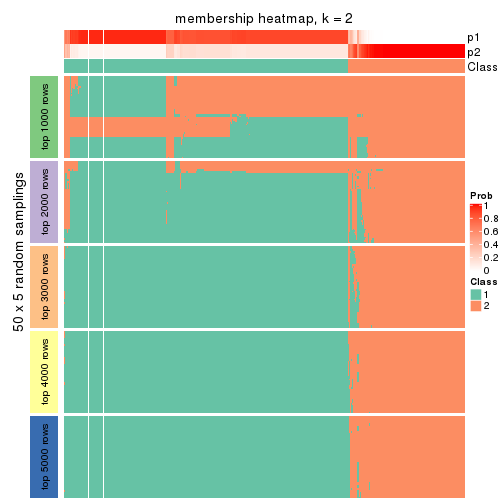 membership heatmap, k = 2
p1
p2
Class
50 x 5 random samplings
top 1000 rows
top 2000 rows
top 3000 rows
top 4000 rows
top 5000 rows
Prob
1
0.8
0.6
0.4
0.2
0
Class
1
2